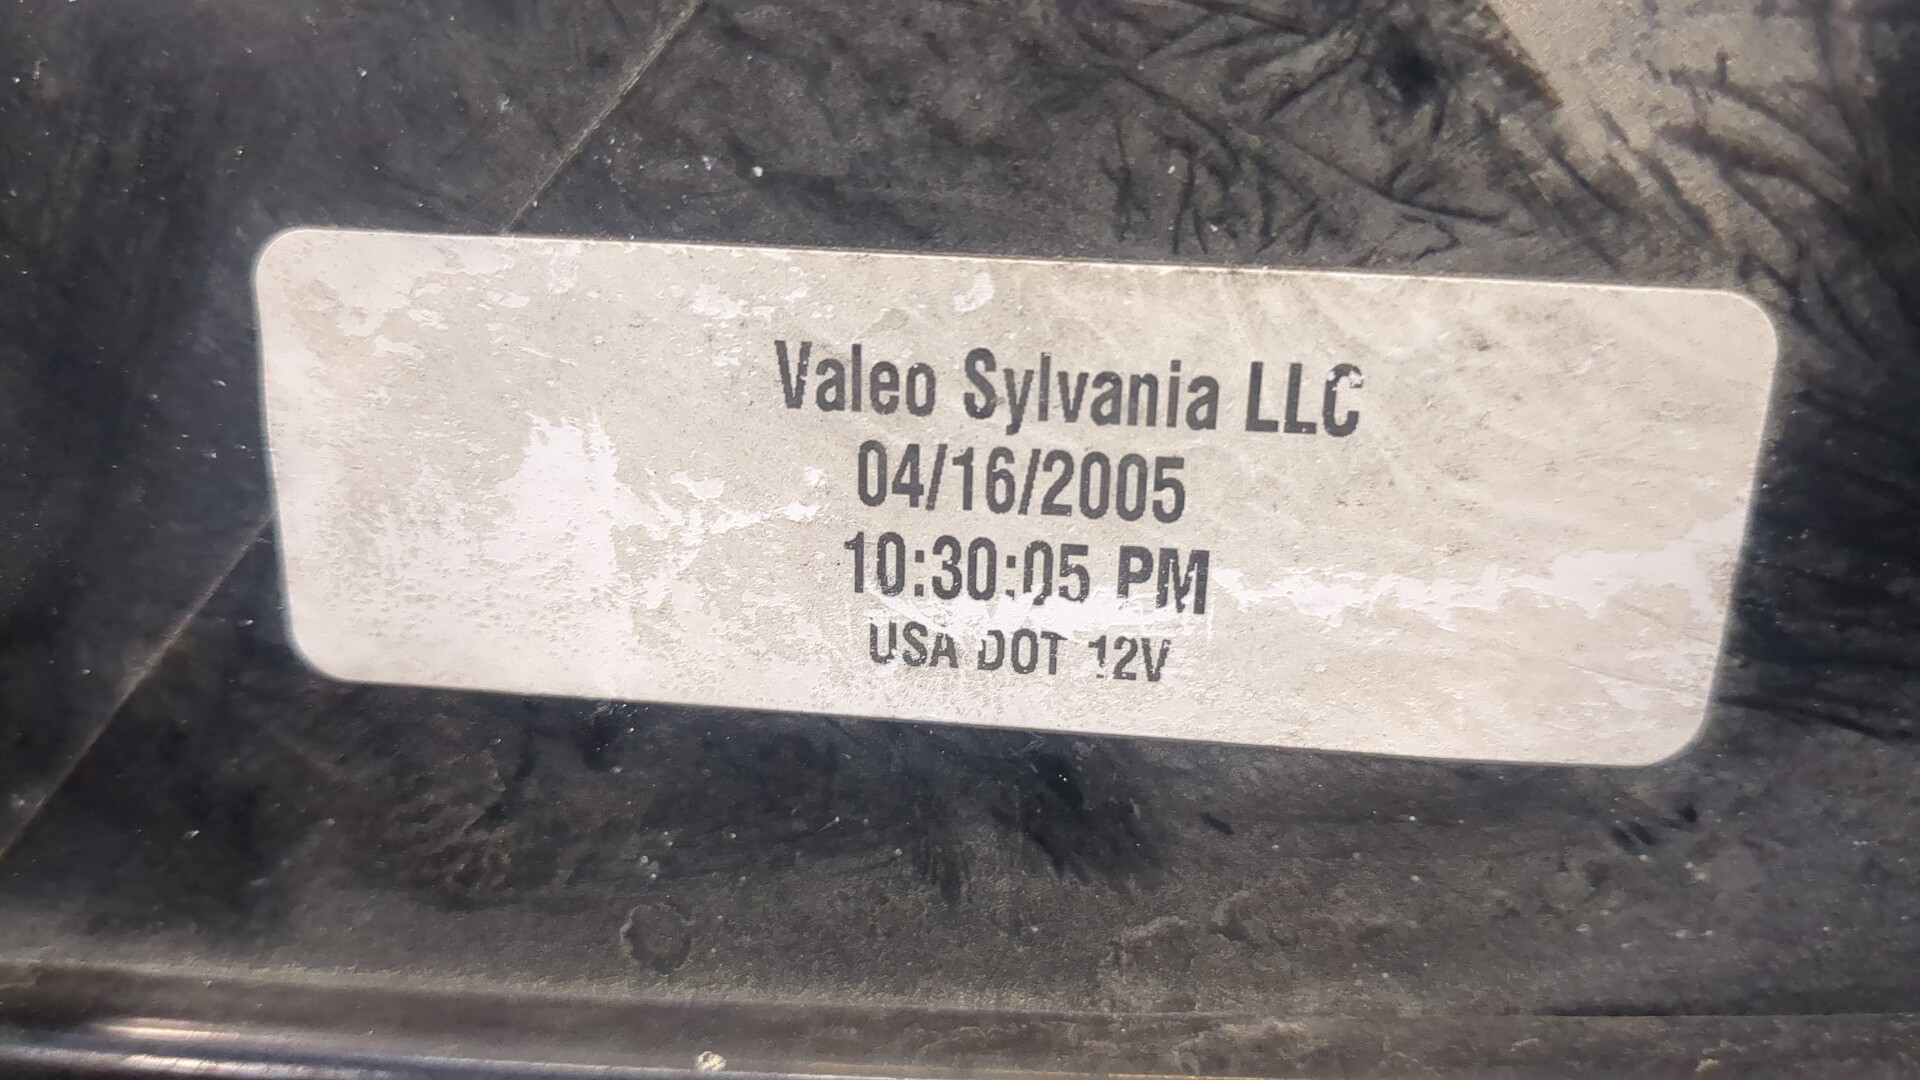 Valeo Sylvania LLC
04/16/2005
10:30:05 PM
USA DOT 12V